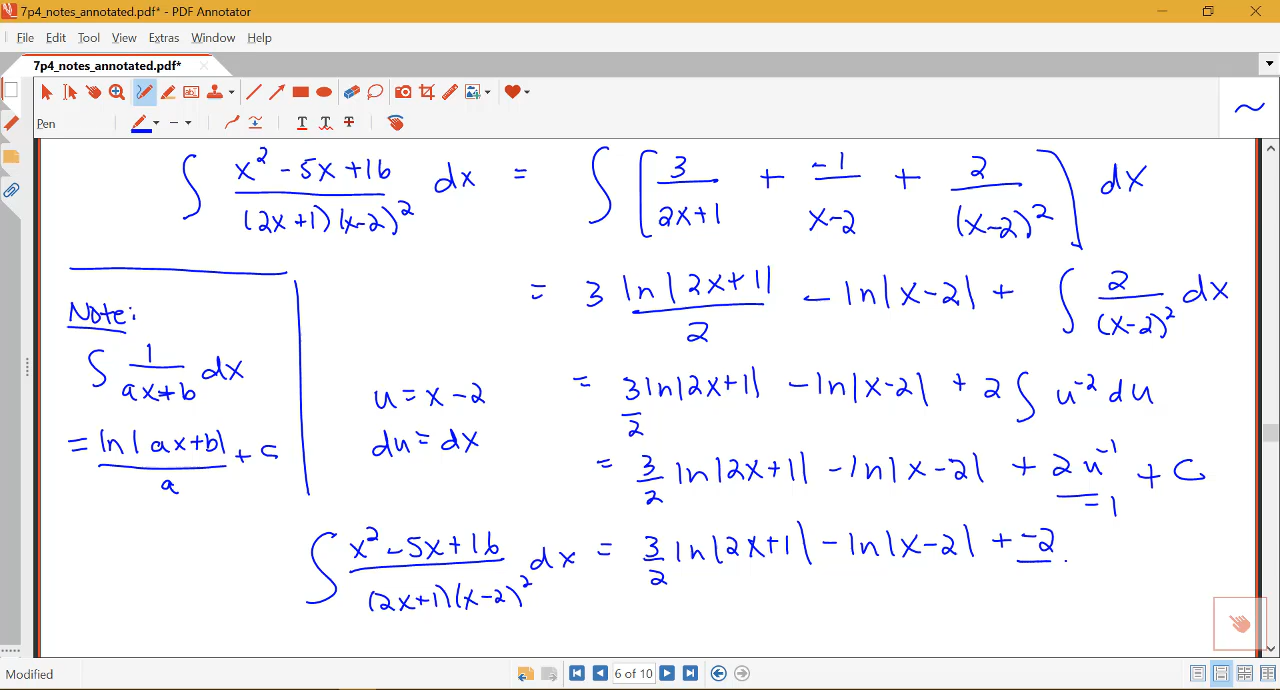 7p4_notes_annotated.pdf* - PDF Annotator
File Edit Tool View Extras Window Help
7p4_notes_annotated.pdf*
Pen
∫ (x² - 5x + 16)/((2x+1)(x-2)²) dx = ∫ [3/(2x+1) + -1/(x-2) + 2/(x-2)²] dx
= 3 ln|2x+1|/2 - ln|x-2| + ∫ 2/(x-2)² dx
Note:
∫ 1/(ax+b) dx
= ln|ax+b|/a + C
u = x-2
du = dx
= 3/2 ln|2x+1| - ln|x-2| + 2 ∫ u⁻² du
= 3/2 ln|2x+1| - ln|x-2| + 2u⁻¹/-1 + C
∫ (x² - 5x + 16)/((2x+1)(x-2)²) dx = 3/2 ln|2x+1| - ln|x-2| + -2
Modified
6 of 10